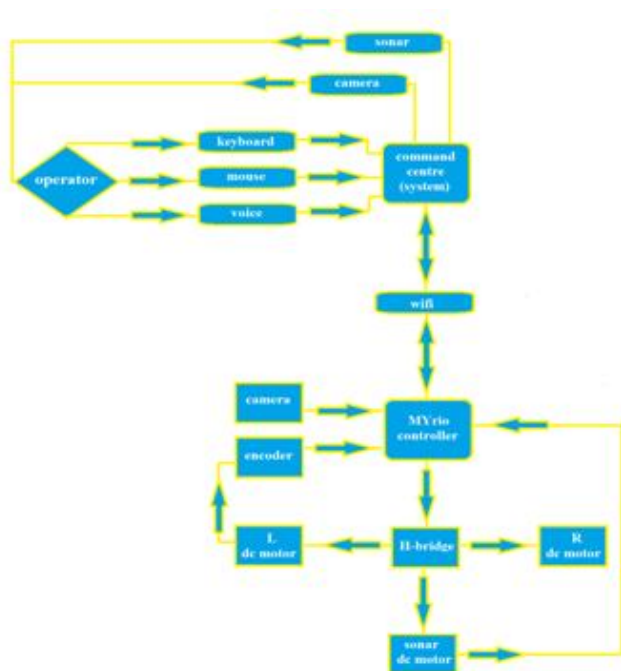 sonar
camera
keyboard
operator
mouse
voice
command
centre
(system)
wifi
camera
MYrio
controller
encoder
L
dc motor
H-bridge
R
dc motor
sonar
dc motor